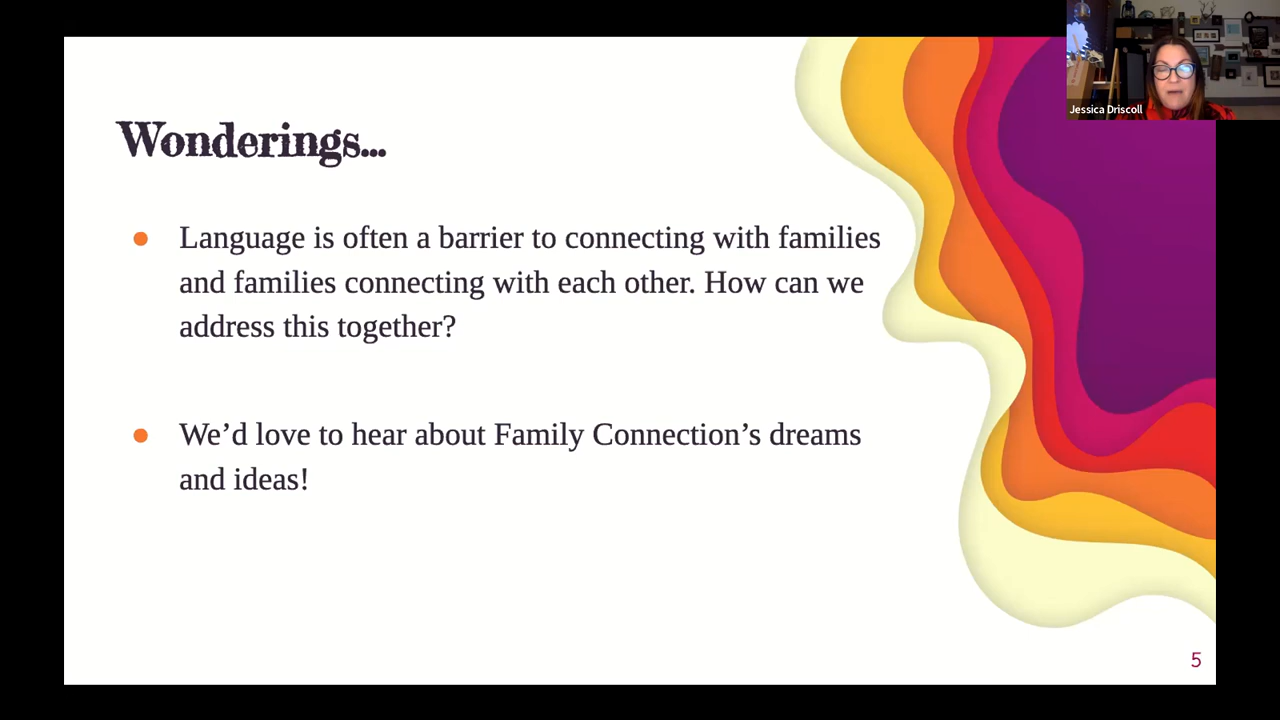 Jessica Driscoll
Wonderings...
● Language is often a barrier to connecting with families
and families connecting with each other. How can we
address this together?
● We’d love to hear about Family Connection’s dreams
and ideas!
5